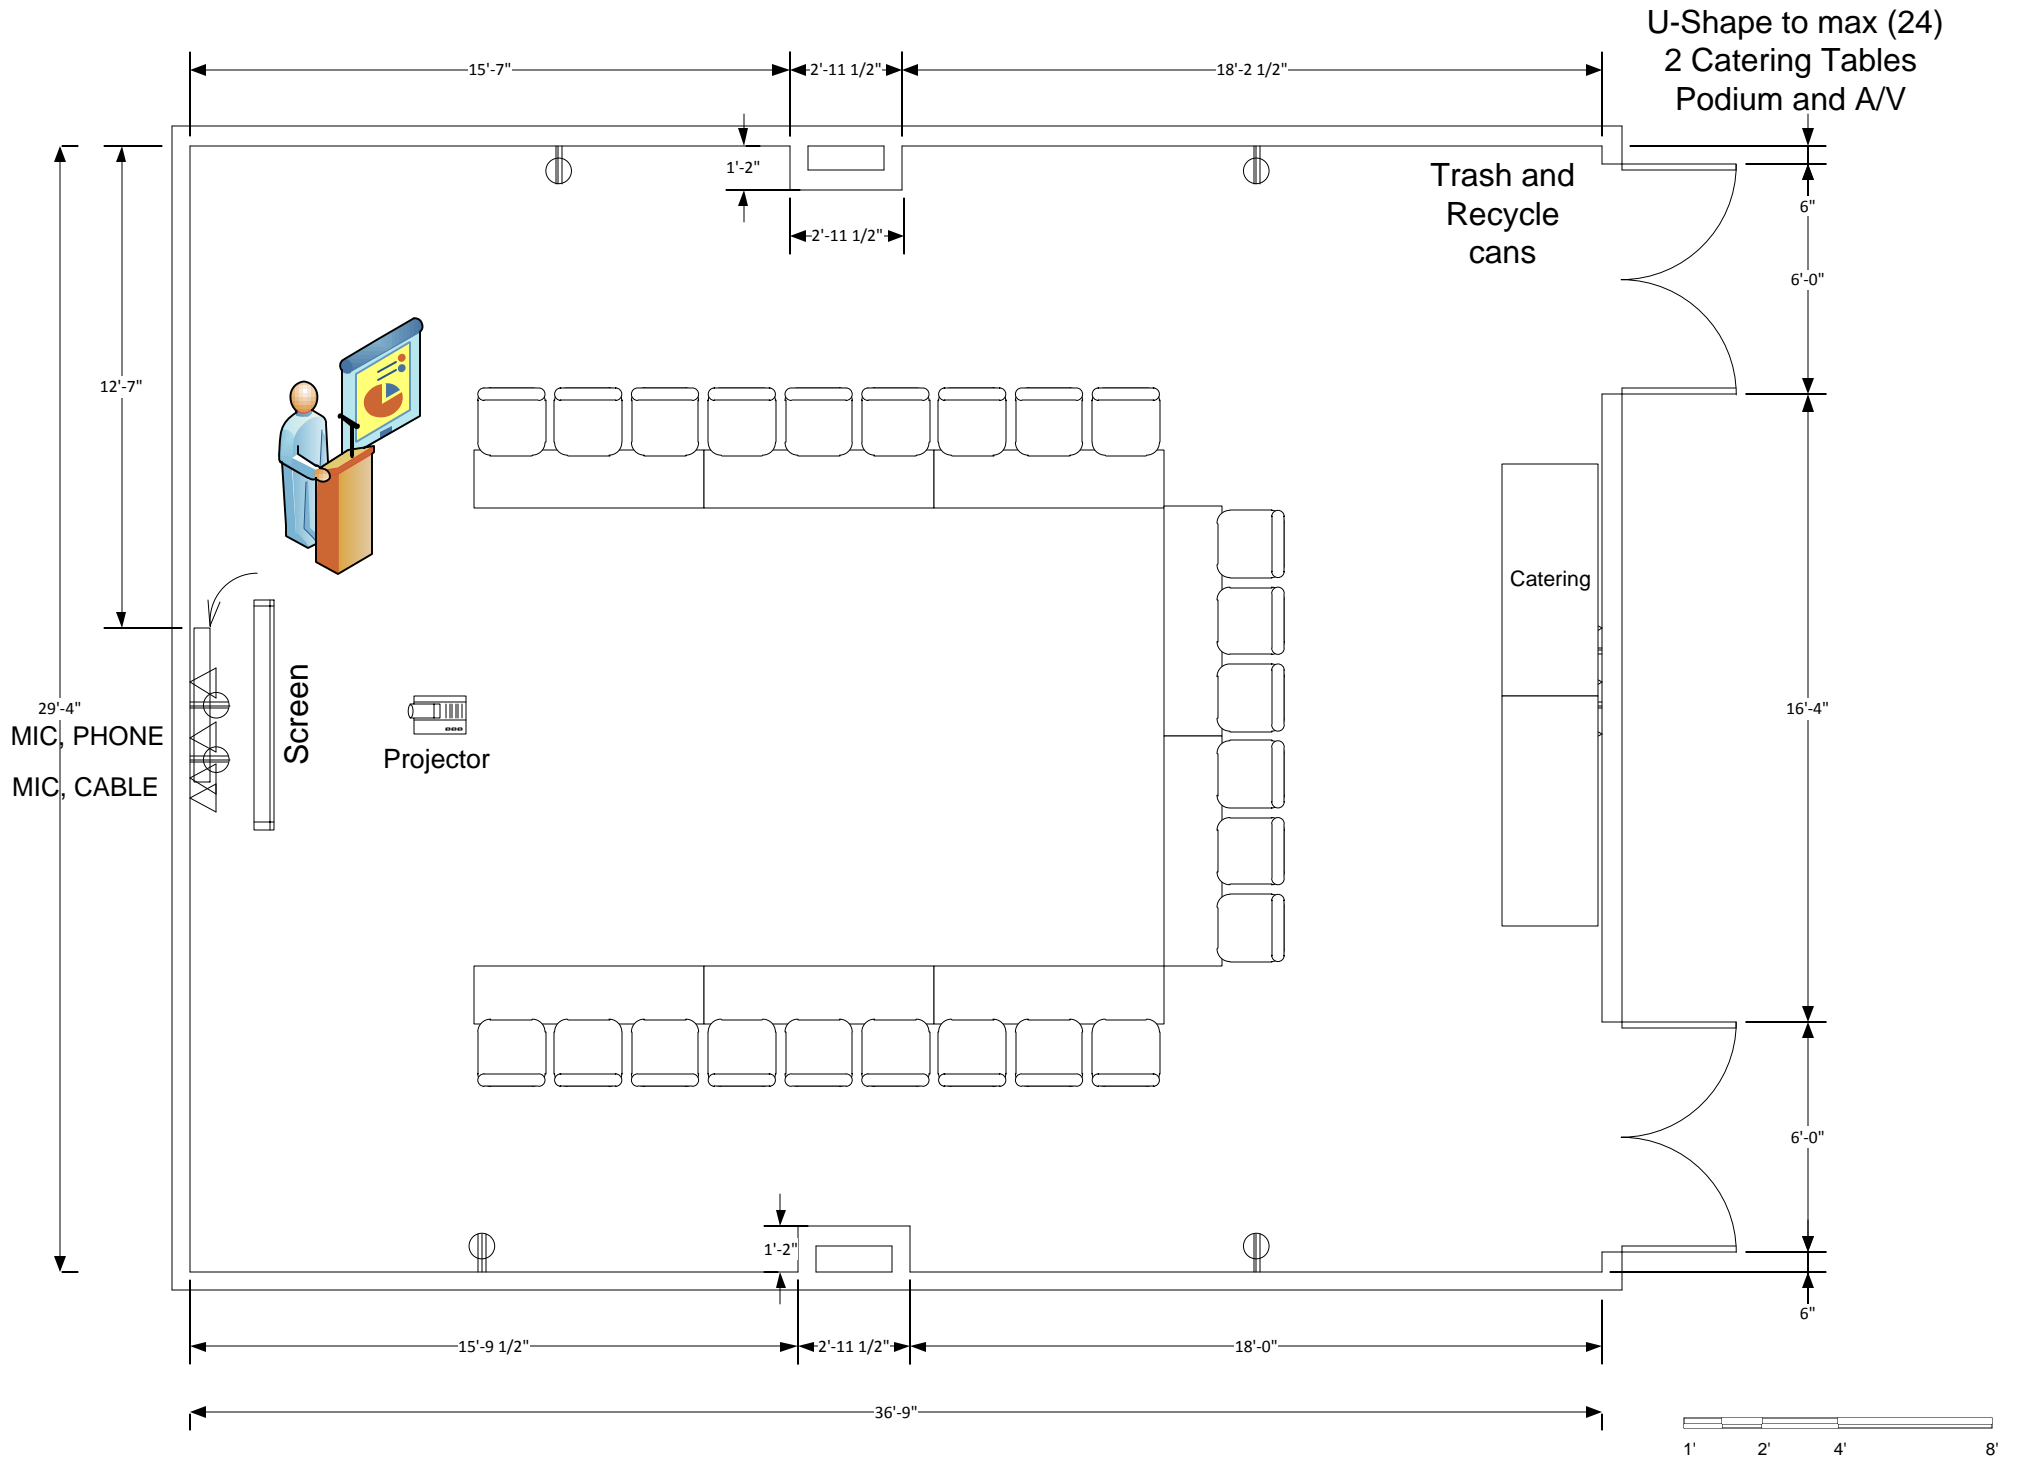 U-Shape to max (24)
2 Catering Tables
Podium and A/V
15'-7"
2'-11 1/2"
18'-2 1/2"
1'-2"
2'-11 1/2"
Trash and
Recycle
cans
6"
6'-0"
12'-7"
Catering
29'-4"
MIC, PHONE
MIC, CABLE
Screen
Projector
16'-4"
6'-0"
1'-2"
6"
15'-9 1/2"
2'-11 1/2"
18'-0"
36'-9"
1' 2' 4' 8'